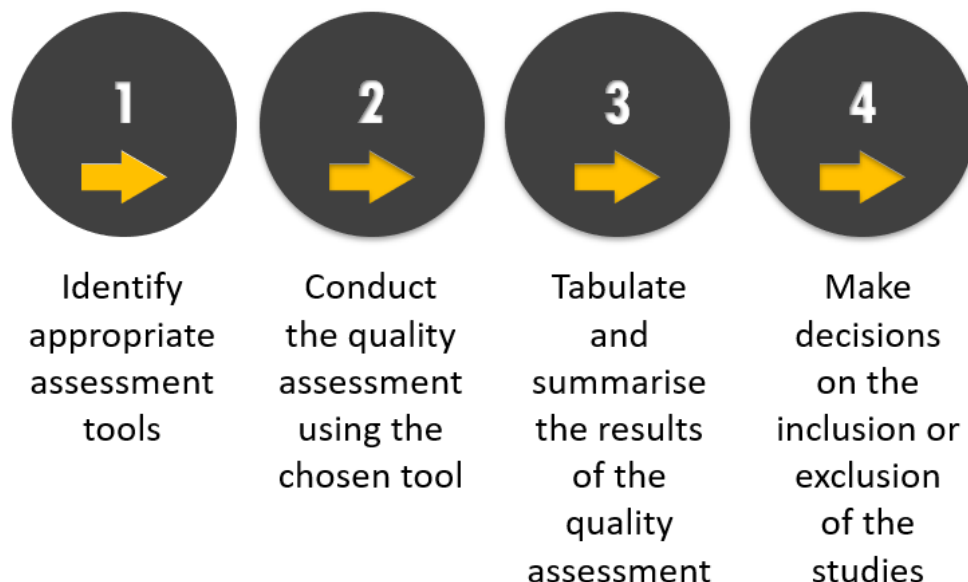 1
Identify
appropriate
assessment
tools
2
Conduct
the quality
assessment
using the
chosen tool
3
Tabulate
and
summarise
the results
of the
quality
assessment
4
Make
decisions
on the
inclusion or
exclusion
of the
studies